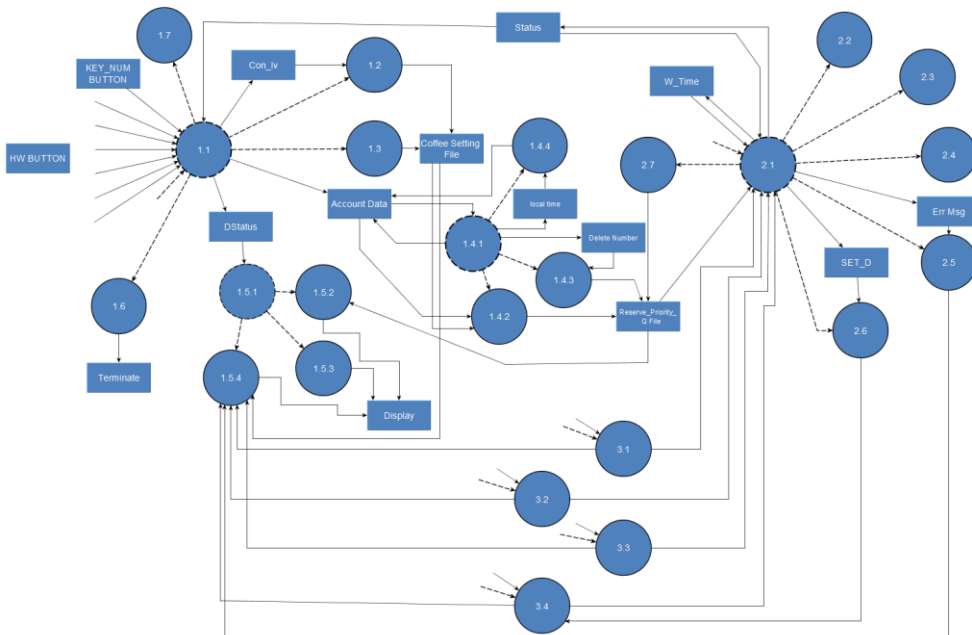 Status
1.7
2.2
KEY_NUM
BUTTON
Con_lv
1.2
2.3
W_Time
HW BUTTON
1.1
1.3
Coffee Setting
File
1.4.4
2.7
2.1
2.4
Account Data
local time
Err Msg
DStatus
1.4.1
Delete Number
SET_D
2.5
1.5.1
1.5.2
1.4.3
1.6
1.4.2
Reserve_Priority_
Q File
2.6
Terminate
1.5.4
1.5.3
Display
3.1
3.2
3.3
3.4